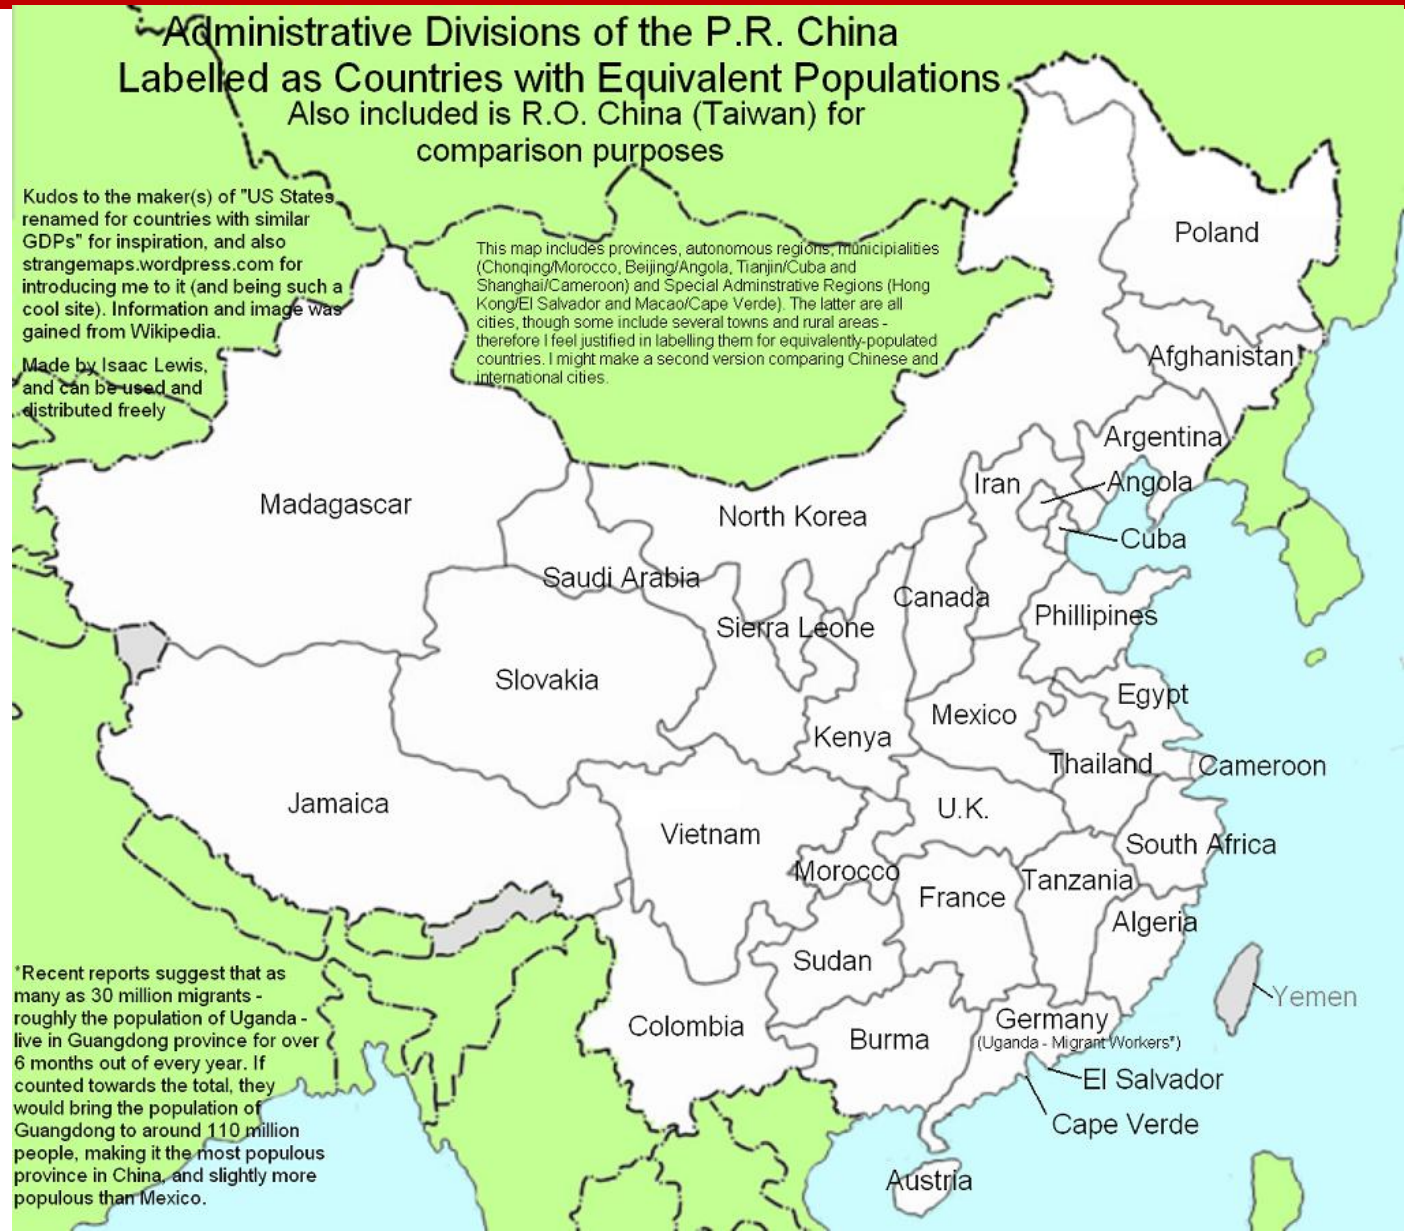 Administrative Divisions of the P.R. China
Labelled as Countries with Equivalent Populations
Also included is R.O. China (Taiwan) for
comparison purposes
Kudos to the maker(s) of "US States
renamed for countries with similar
GDPs" for inspiration, and also
strangemaps.wordpress.com for
introducing me to it (and being such a
cool site). Information and image was
gained from Wikipedia.
Made by Isaac Lewis,
and can be used and
distributed freely
This map includes provinces, autonomous regions, municipialities
(Chonqing/Morocco, Beijing/Angola, Tianjin/Cuba and
Shanghai/Cameroon) and Special Adminstrative Regions (Hong
Kong/El Salvador and Macao/Cape Verde). The latter are all
cities, though some include several towns and rural areas -
therefore I feel justified in labelling them for equivalently-populated
countries. I might make a second version comparing Chinese and
international cities.
Poland
Afghanistan
Argentina
Iran
Angola
Madagascar
North Korea
Cuba
Saudi Arabia
Canada
Phillipines
Sierra Leone
Slovakia
Egypt
Mexico
Kenya
Thailand
Cameroon
Jamaica
U.K.
Vietnam
South Africa
Morocco
Tanzania
France
Algeria
Sudan
Yemen
Colombia
Burma
Germany
(Uganda - Migrant Workers*)
El Salvador
Cape Verde
Austria
*Recent reports suggest that as
many as 30 million migrants -
roughly the population of Uganda -
live in Guangdong province for over
6 months out of every year. If
counted towards the total, they
would bring the population of
Guangdong to around 110 million
people, making it the most populous
province in China, and slightly more
populous than Mexico.